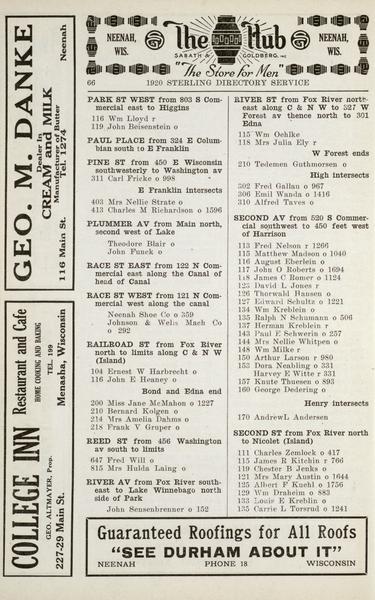 NEENAH, WIS.
The Hub
SABATH & GOLDBERG, INC
NEENAH, WIS.
"The Store for Men"
66
1920 STERLING DIRECTORY SERVICE
GEO. M. DANKE
Dealer in
CREAM and MILK
Manufactures of Butter
Tel. 1274
116 Main St.
Neenah
COLLEGE INN
Restaurant and Cafe
HOME COOKING AND BAKING
GEO. ALTMAYER, Prop.
TEL. 199
227-29 Main St.
Menasha, Wisconsin
PARK ST WEST from 803 S Commercial east to Higgins
116 Wm Lloyd r
119 John Beisenstein o
PAUL PLACE from 324 E Columbian south to E Franklin
PINE ST from 450 E Wisconsin southwesterly to Washington av
311 Carl Fricke o 998
E Franklin intersects
403 Mrs Nellie Strate o
413 Charles M Richardson o 1596
PLUMMER AV from Main north, second west of Lake
Theodore Blair o
John Funck o
RACE ST EAST from 122 N Commercial east along the Canal of head of Canal
RACE ST WEST from 121 N Commercial west along the canal
Neenah Shoe Co o 359
Johnson & Welis Mach Co
o 292
RAILROAD ST from Fox River north to limits along C & N W (Island)
104 Ernest W Harbrecht o
116 John E Heaney o
Bond and Edna end
200 Miss Jane McMahon o 1227
210 Bernard Kolgen o
214 Mrs Amelia Dahms o
218 Frank V Gruper o
REED ST from 456 Washington av south to limits
647 Fred Will o
815 Mrs Hulda Laing o
RIVER AV from Fox River southeast to Lake Winnebago north side of Park
John Sensenbrenner o 152
RIVER ST from Fox River northeast along C & N W to 327 W Forest av thence north to 301 Edna
115 Wm Oehlke
118 Mrs Julia Ely r
W Forest ends
210 Tedemen Guthormsen o
High intersects
302 Fred Gallan o 967
306 Emil Wanda o 1416
310 Alfred Taves o
SECOND AV from 520 S Commercial southwest to 450 feet west of Harrison
113 Fred Nelson r 1266
115 Matthew Madson o 1040
116 August Eberlein o
117 John O Roberts o 1694
118 James C Romer o 1124
123 David L Jones r
126 Thorwald Hansen o
127 Edward Schultz o 1221
134 Wm Kreblein o
135 Ralph N Schumann o 506
137 Herman Kreblein r
143 Paul E Schwerin o 257
144 Mrs Nellie Whitpen o
148 Wm Milke r
150 Arthur Larson r 980
153 Dora Neabling o 331
Harvey E Witte r 331
157 Knute Thuesen o 893
160 George Dedering o
Henry intersects
170 AndrewL Andersen
SECOND ST from Fox River north to Nicolet (Island)
111 Charles Zemlock o 417
115 James R Kitchin r 766
119 Chester B Jenks o
121 Mrs Mary Austin o 1644
125 Albert F Kuehl o 1756
129 Wm Draheim o 883
133 Louis E Kreblin o
135 Carrie L Torsrud o 1241
Guaranteed Roofings for All Roofs
"SEE DURHAM ABOUT IT"
NEENAH PHONE 18 WISCONSIN